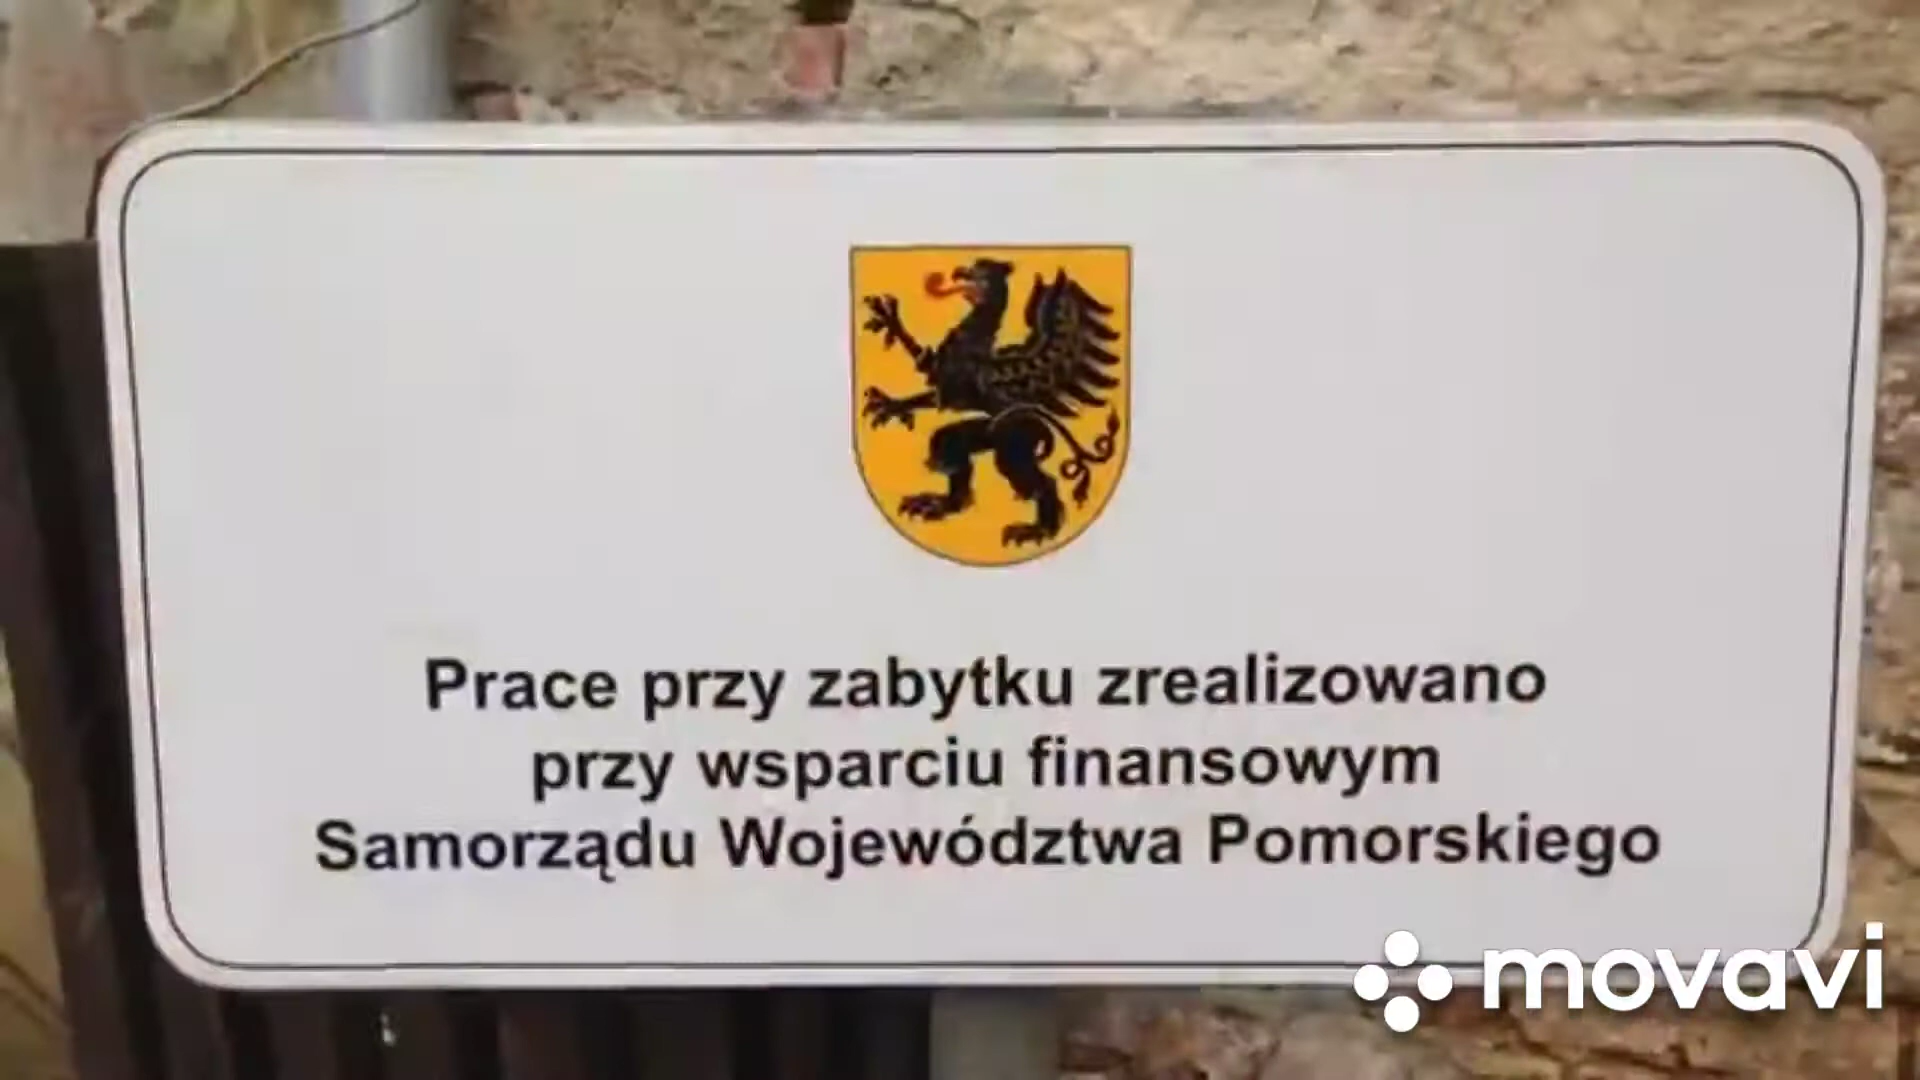 Prace przy zabytku zrealizowano
przy wsparciu finansowym
Samorządu Województwa Pomorskiego
movavi